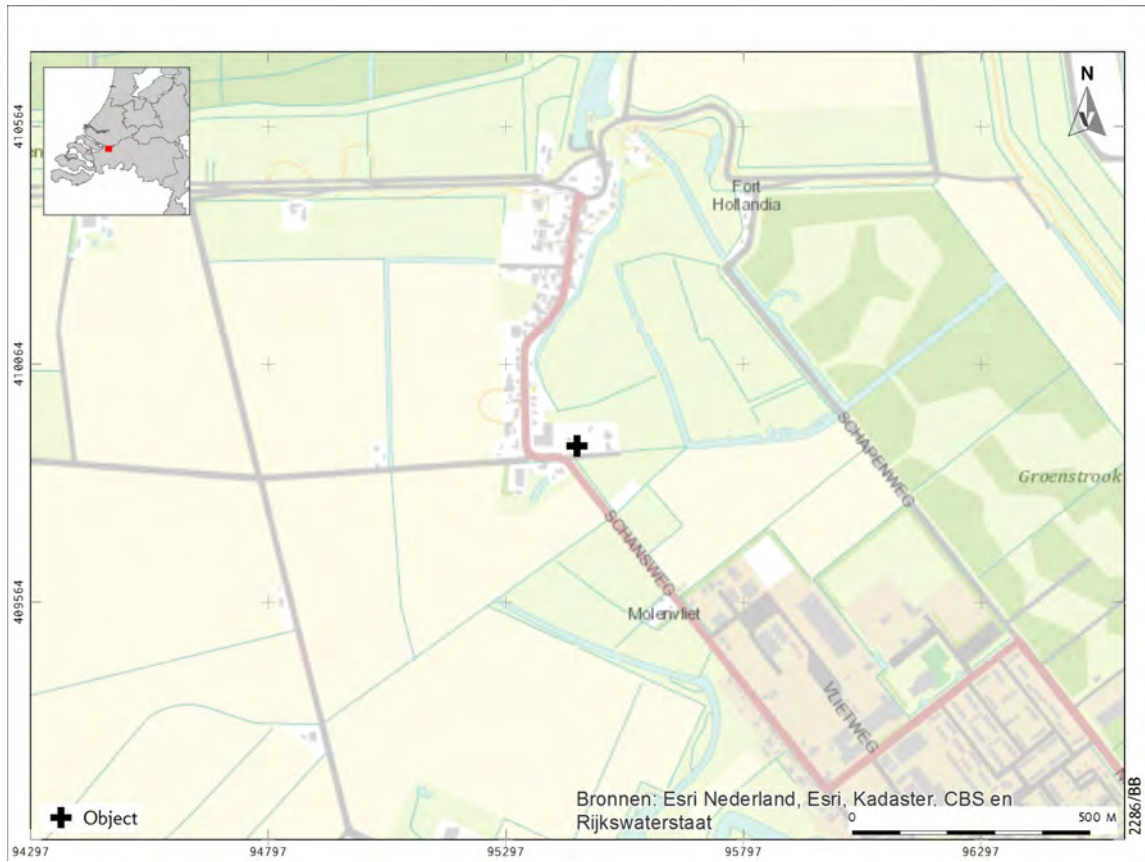 N
410564
en
Fort
Hollandia
410064
SCHAPENWEG
Groenstrook
SCHANSWEG
409564
Molenvliet
VLIETWEG
Object
Bronnen: Esri Nederland, Esri, Kadaster. CBS en
Rijkswaterstaat
0
500 M
2286/BB
94297
94797
95297
95797
96297